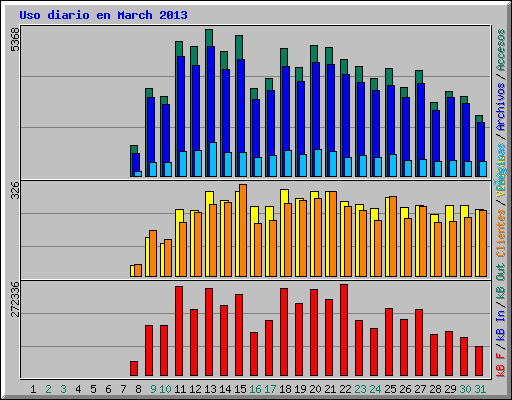 Uso diario en March 2013
5368
326
272336
Accesos
/ Archivos /
Clientes /
kB F / kB In / kB Out
1 2 3 4 5 6 7 8 9 10 11 12 13 14 15 16 17 18 19 20 21 22 23 24 25 26 27 28 29 30 31